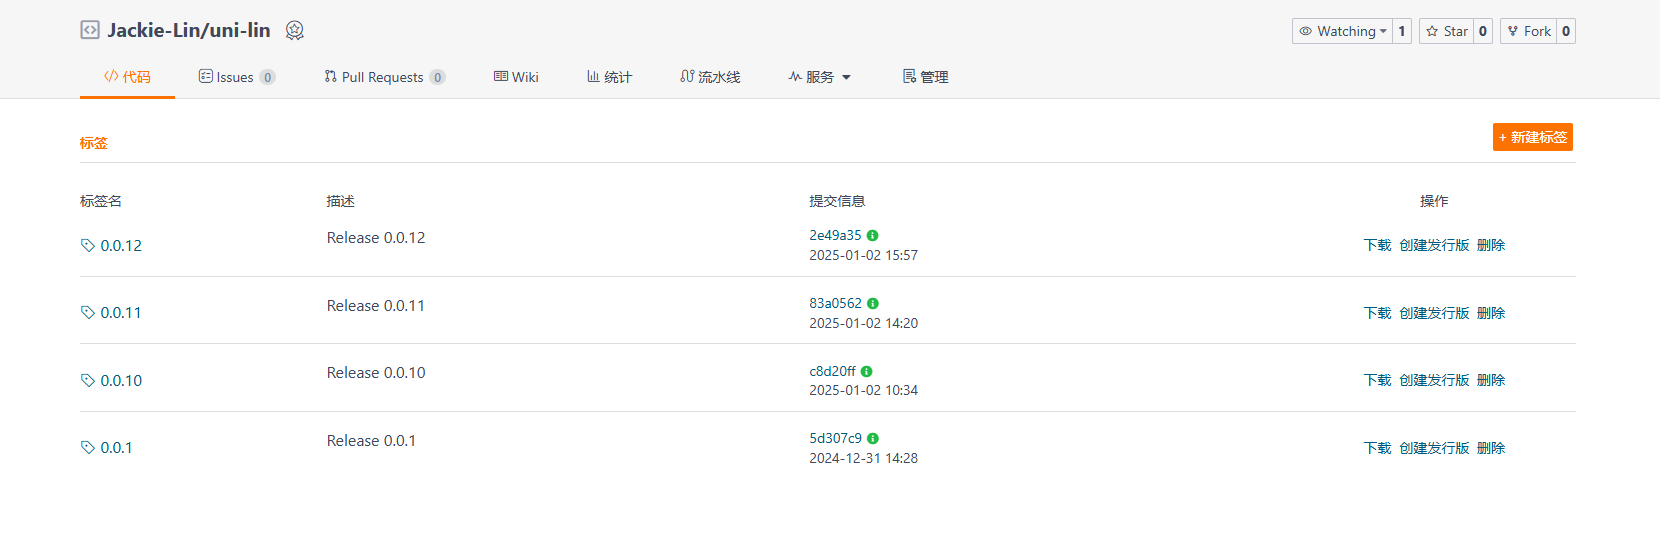 Jackie-Lin/uni-lin
Watching 1 Star 0 Fork 0
代码 Issues 0 Pull Requests 0 Wiki 统计 流水线 服务 管理
标签
+ 新建标签
标签名 描述 提交信息 操作
0.0.12 Release 0.0.12 2e49a35 下载 创建发行版 删除
2025-01-02 15:57
0.0.11 Release 0.0.11 83a0562 下载 创建发行版 删除
2025-01-02 14:20
0.0.10 Release 0.0.10 c8d20ff 下载 创建发行版 删除
2025-01-02 10:34
0.0.1 Release 0.0.1 5d307c9 下载 创建发行版 删除
2024-12-31 14:28